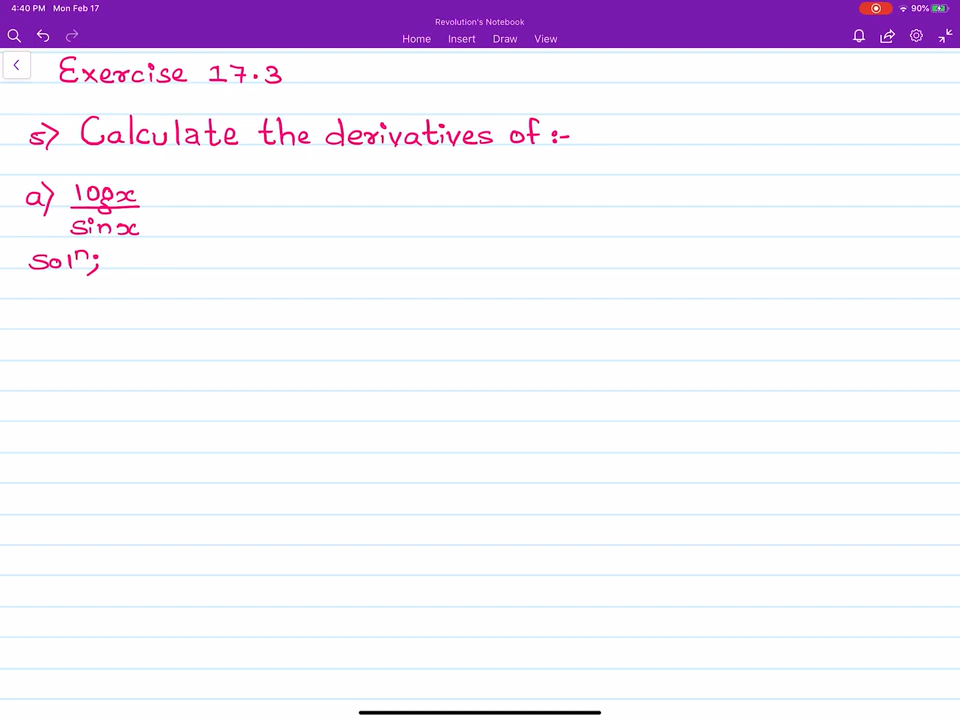 4:40 PM Mon Feb 17
90%
Revolution's Notebook
Home Insert Draw View
Exercise 17.3
5) Calculate the derivatives of :-
a) logx
sinx
Solⁿ;